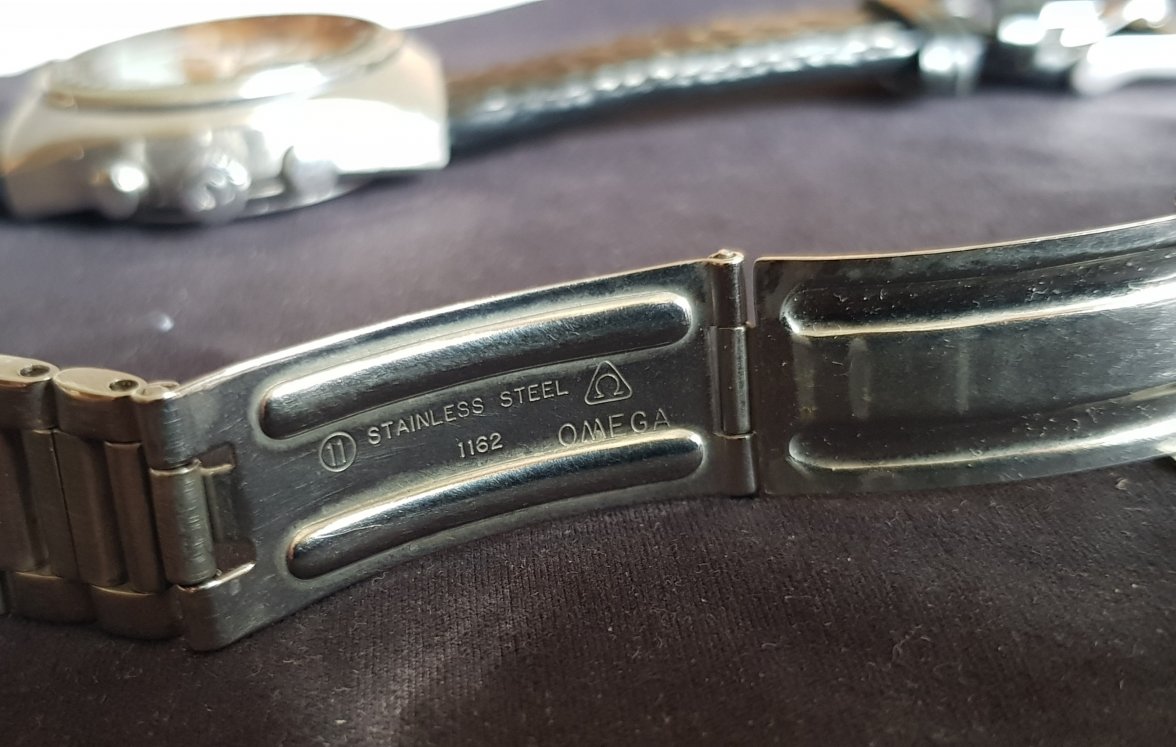 11 STAINLESS STEEL Ω
1162 OMEGA